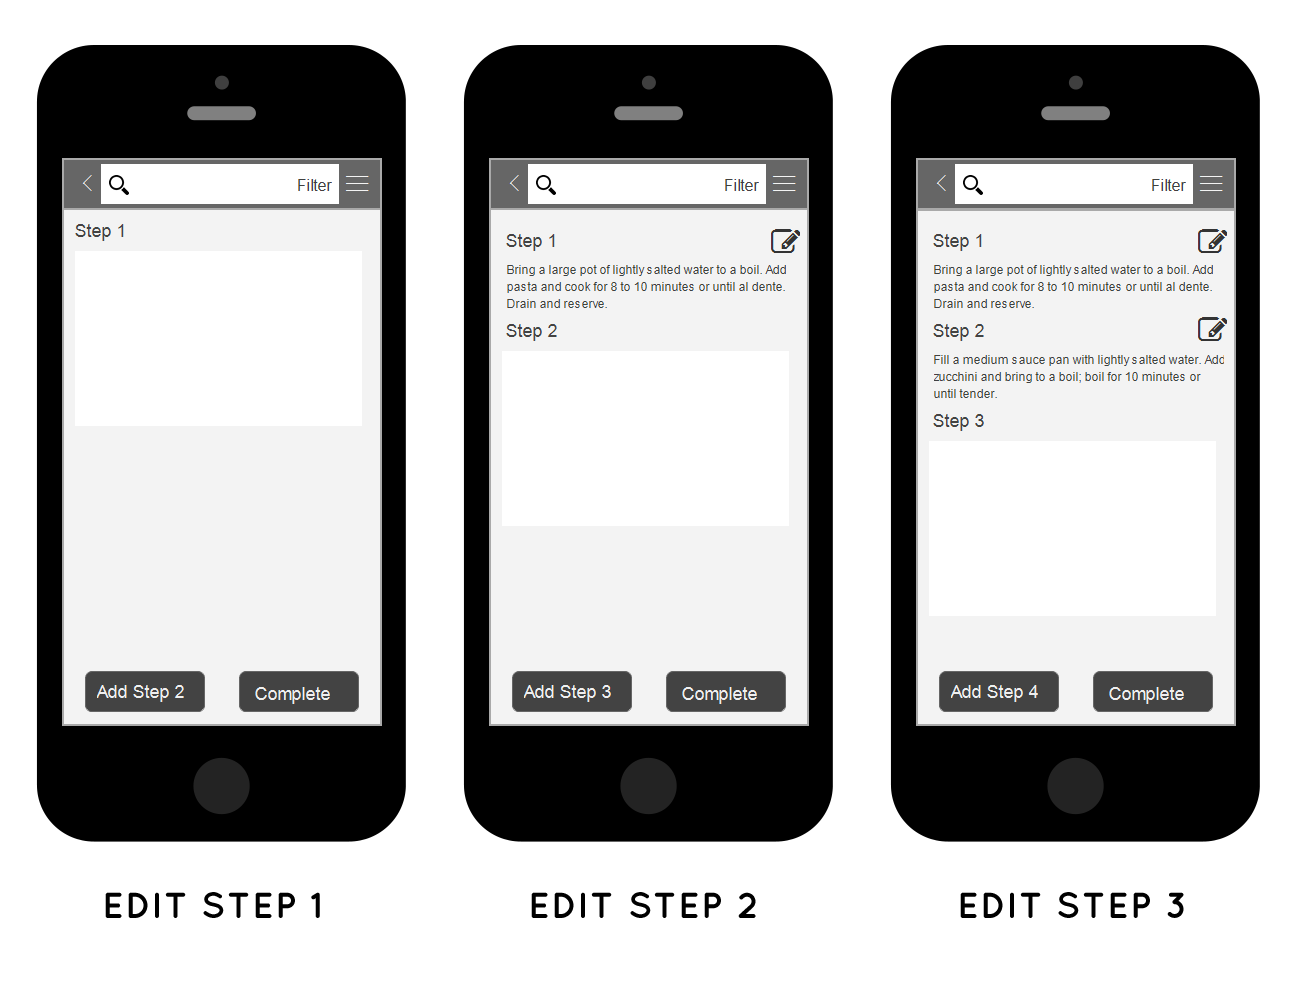 Filter
Step 1
Add Step 2
Complete
EDIT STEP 1
Filter
Step 1
Bring a large pot of lightly salted water to a boil. Add
pasta and cook for 8 to 10 minutes or until al dente.
Drain and reserve.
Step 2
Add Step 3
Complete
EDIT STEP 2
Filter
Step 1
Bring a large pot of lightly salted water to a boil. Add
pasta and cook for 8 to 10 minutes or until al dente.
Drain and reserve.
Step 2
Fill a medium sauce pan with lightly salted water. Add
zucchini and bring to a boil; boil for 10 minutes or
until tender.
Step 3
Add Step 4
Complete
EDIT STEP 3